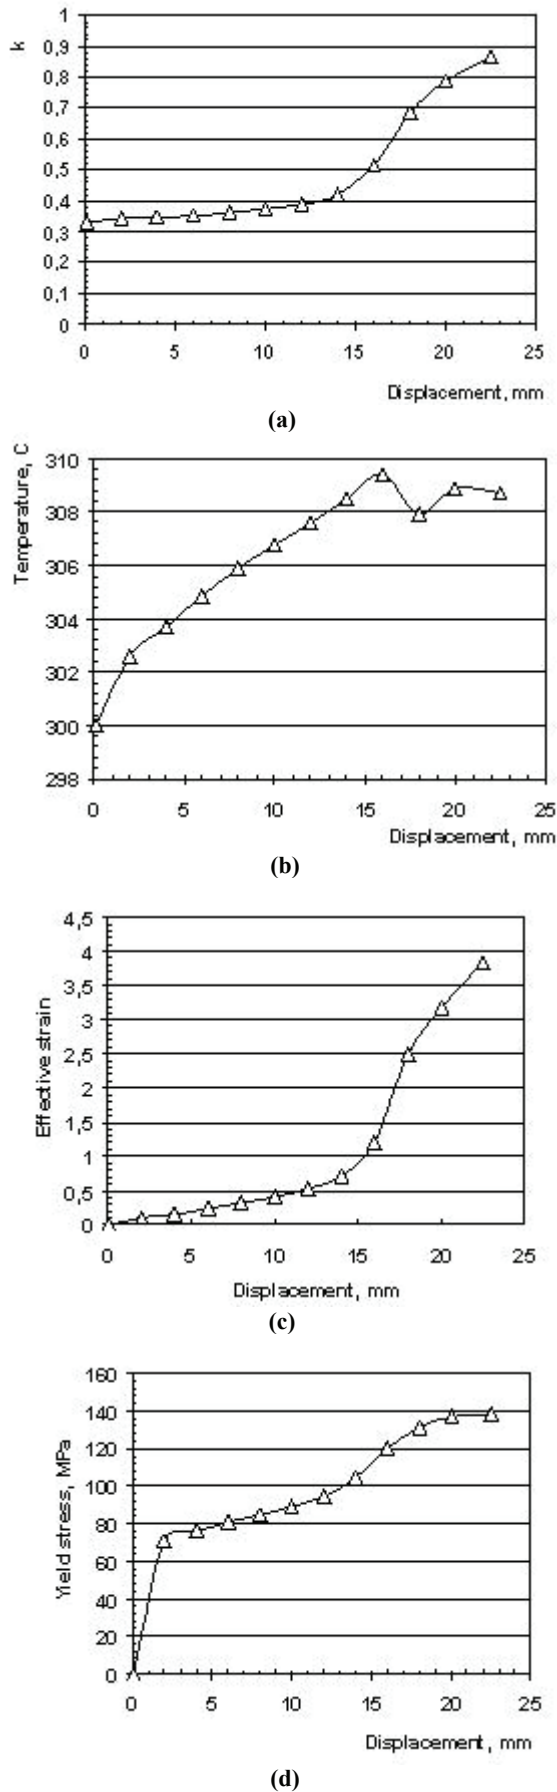 k
1
0,9
0,8
0,7
0,6
0,5
0,4
0,3
0,2
0,1
0
0 5 10 15 20 25
Displacement, mm
(a)
Temperature, C
310
308
306
304
302
300
298
0 5 10 15 20 25
Displacement, mm
(b)
Effective strain
4,5
4
3,5
3
2,5
2
1,5
1
0,5
0
0 5 10 15 20 25
Displacement, mm
(c)
Yield stress, MPa
160
140
120
100
80
60
40
20
0
0 5 10 15 20 25
Displacement, mm
(d)